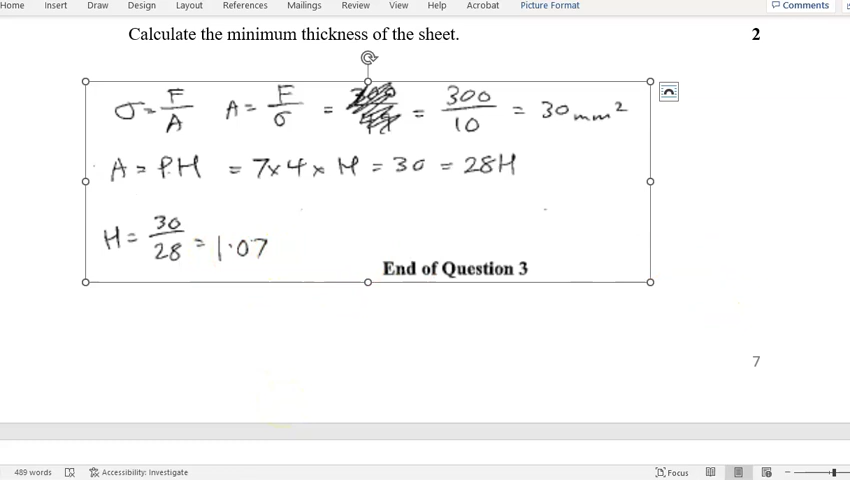 Home Insert Draw Design Layout References Mailings Review View Help Acrobat Picture Format Comments
Calculate the minimum thickness of the sheet. 2
σ = F/A A = F/σ = = 300/10 = 30 mm²
A = P.H = 7 x 4 x H = 30 = 28H
H = 30/28 = 1.07
End of Question 3
7
489 words Accessibility: Investigate Focus